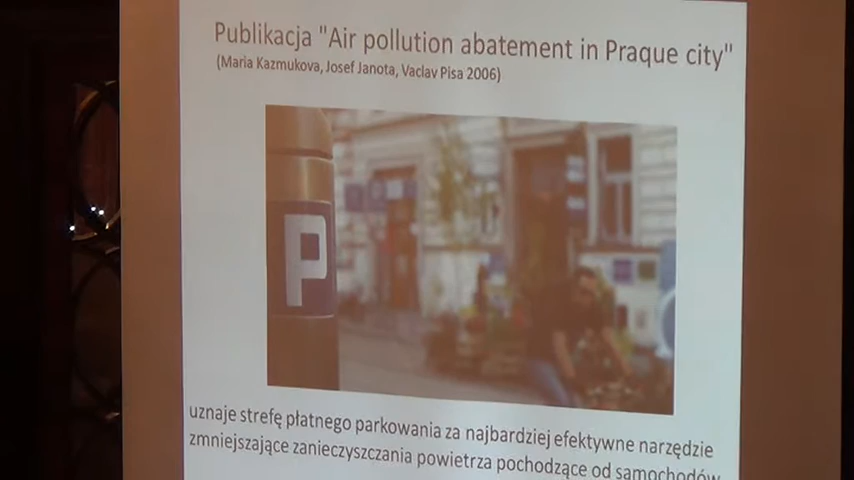 Publikacja "Air pollution abatement in Praque city"
(Maria Kazmukova, Josef Janota, Vaclav Pisa 2006)
P
uznaje strefę płatnego parkowania za najbardziej efektywne narzędzie
zmniejszające zanieczyszczania powietrza pochodzące od samochodów